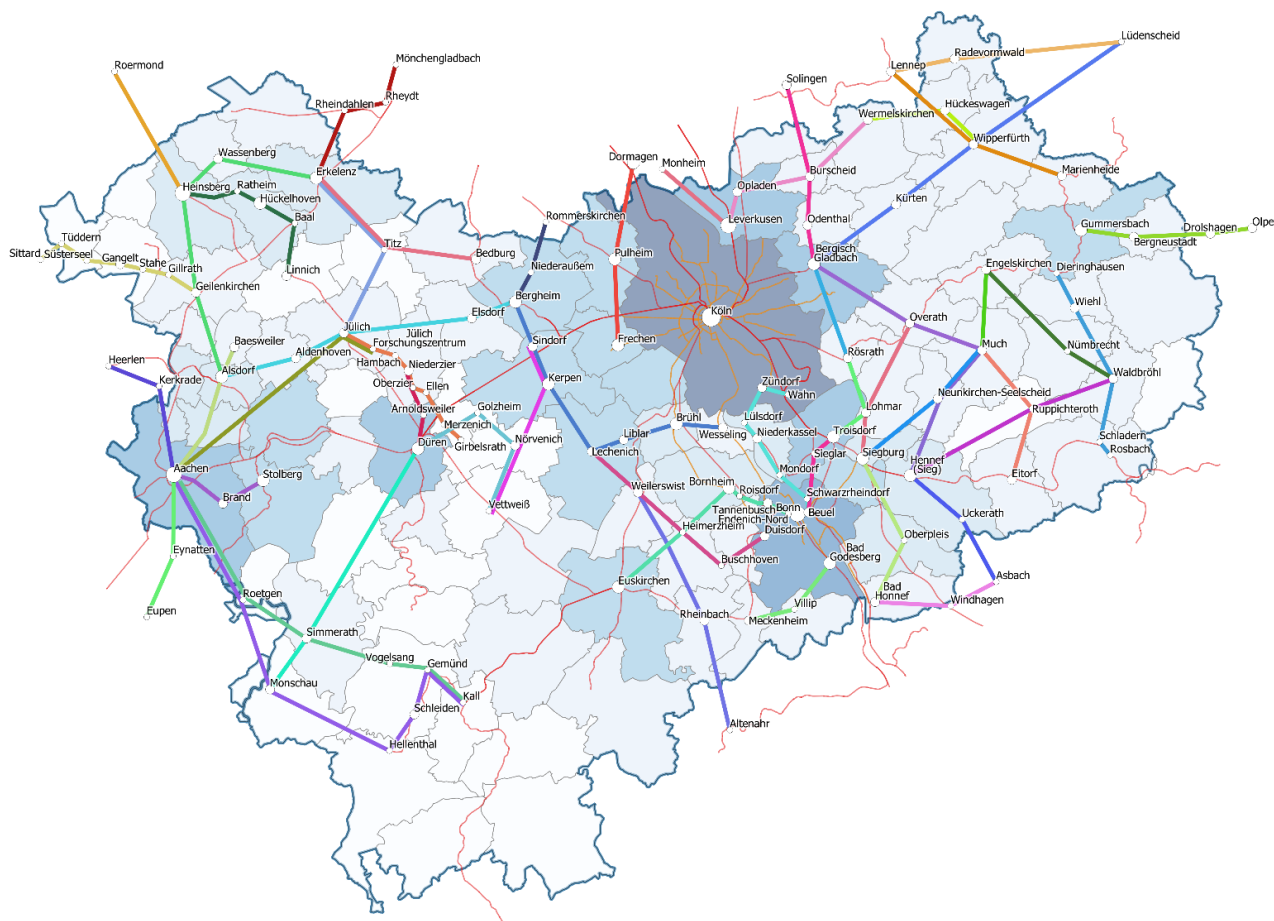 Lüdenscheid
Mönchengladbach
Radevormwald
Roermond
Lennep
Solingen
Rheindahlen
Rheydt
Hückeswagen
Wermelskirchen
Wipperfürth
Wassenberg
Dormagen
Monheim
Erkelenz
Burscheid
Marienheide
Heinsberg
Ratheim
Opladen
Hückelhoven
Kürten
Baal
Rommerskirchen
Leverkusen
Odenthal
Gummersbach
Olpe
Drolshagen
Tüddern
Titz
Bergisch
Gladbach
Bergneustadt
Sittard
Süsterseel
Gangelt
Stahe
Gillrath
Linnich
Bedburg
Pulheim
Niederaußem
Engelskirchen
Dieringhausen
Geilenkirchen
Bergheim
Wiehl
Elsdorf
Köln
Overath
Jülich
Jülich
Forschungszentrum
Baesweiler
Sindorf
Frechen
Aldenhoven
Heerlen
Hambach
Niederzier
Rösrath
Much
Nümbrecht
Alsdorf
Waldbröhl
Kerkrade
Oberzier
Ellen
Kerpen
Zündorf
Wahn
Neunkirchen-Seelscheid
Arnoldsweiler
Golzheim
Lohmar
Ruppichteroth
Merzenich
Brühl
Lülsdorf
Niederkassel
Troisdorf
Düren
Girbelsrath
Nörvenich
Liblar
Wesseling
Schladern
Lechenich
Sieglar
Siegburg
Rosbach
Aachen
Stolberg
Mondorf
Hennef
(Sieg)
Eitorf
Brand
Weilerswist
Bornheim
Roisdorf
Schwarzrheindorf
Vettweiß
Tannenbusch
Bonn
Endenich-Nord
Beuel
Uckerath
Heimerzheim
Duisdorf
Oberpleis
Eynatten
Buschhoven
Bad
Godesberg
Euskirchen
Bad
Honnef
Asbach
Roetgen
Windhagen
Eupen
Rheinbach
Villip
Meckenheim
Simmerath
Vogelsang
Gemünd
Monschau
Kall
Schleiden
Altenahr
Hellenthal